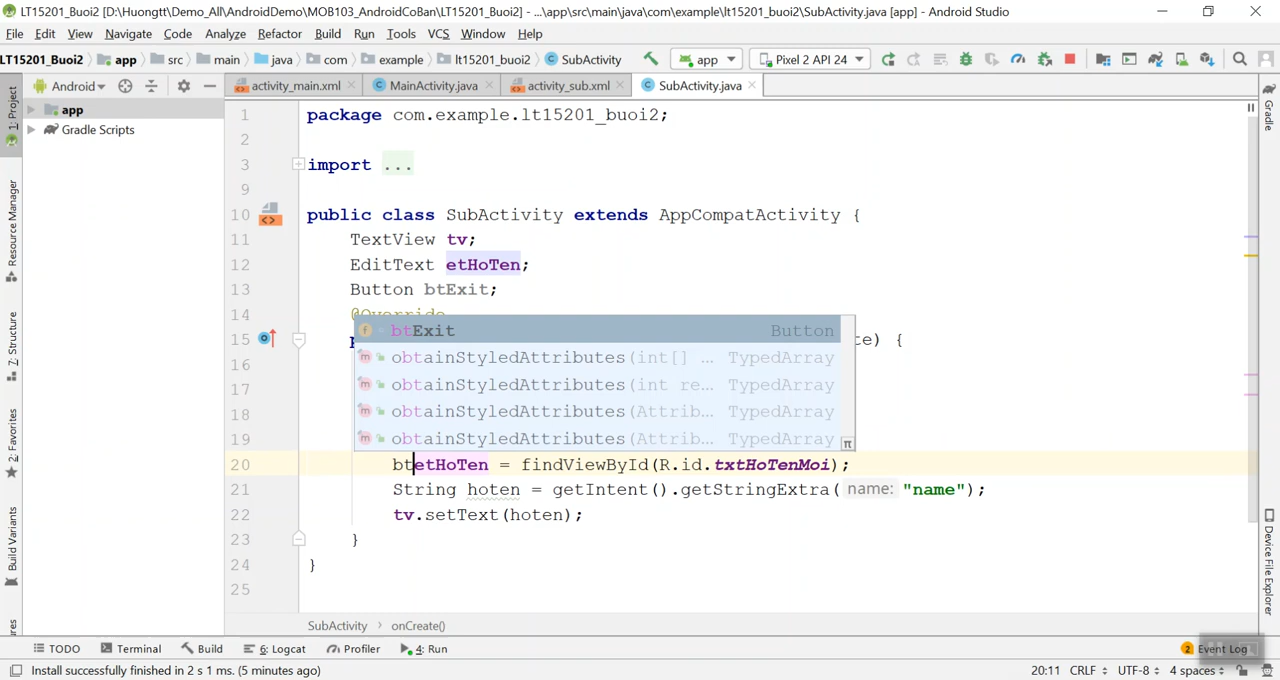 LT15201_Buoi2 [D:\Huongtt\Demo_All\AndroidDemo\MOB103_AndroidCoBan\LT15201_Buoi2] - ...\app\src\main\java\com\example\lt15201_buoi2\SubActivity.java [app] - Android Studio
File Edit View Navigate Code Analyze Refactor Build Run Tools VCS Window Help
LT15201_Buoi2 app src main java com example lt15201_buoi2 SubActivity app Pixel 2 API 24
Android activity_main.xml MainActivity.java activity_sub.xml SubActivity.java
1: Project
Resource Manager
Z: Structure
2: Favorites
Build Variants
app
Gradle Scripts
1 package com.example.lt15201_buoi2;
2
3 import ...
9
10 public class SubActivity extends AppCompatActivity {
11 TextView tv;
12 EditText etHoTen;
13 Button btExit;
14 @Override
15 te) {
16
17
18
19
btExit Button
obtainStyledAttributes(int[] ... TypedArray
obtainStyledAttributes(int re... TypedArray
obtainStyledAttributes(Attrib... TypedArray
obtainStyledAttributes(Attrib... TypedArray
π
20 btetHoTen = findViewById(R.id.txtHoTenMoi);
21 String hoten = getIntent().getStringExtra( name: "name");
22 tv.setText(hoten);
23 }
24 }
25
SubActivity onCreate()
Gradle
Device File Explorer
TODO Terminal Build 6: Logcat Profiler 4: Run 2 Event Log
Install successfully finished in 2 s 1 ms. (5 minutes ago) 20:11 CRLF UTF-8 4 spaces